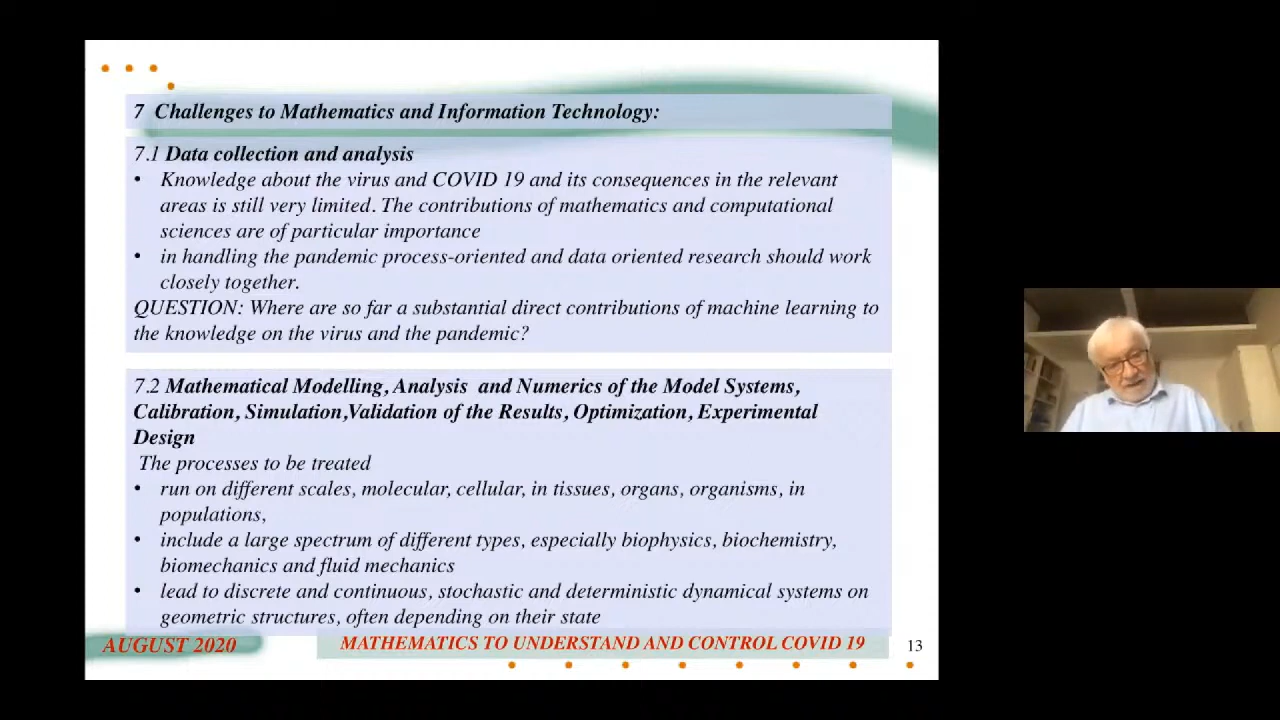 7 Challenges to Mathematics and Information Technology:
7.1 Data collection and analysis
• Knowledge about the virus and COVID 19 and its consequences in the relevant
areas is still very limited. The contributions of mathematics and computational
sciences are of particular importance
• in handling the pandemic process-oriented and data oriented research should work
closely together.
QUESTION: Where are so far a substantial direct contributions of machine learning to
the knowledge on the virus and the pandemic?
7.2 Mathematical Modelling, Analysis and Numerics of the Model Systems,
Calibration, Simulation,Validation of the Results, Optimization, Experimental
Design
The processes to be treated
• run on different scales, molecular, cellular, in tissues, organs, organisms, in
populations,
• include a large spectrum of different types, especially biophysics, biochemistry,
biomechanics and fluid mechanics
• lead to discrete and continuous, stochastic and deterministic dynamical systems on
geometric structures, often depending on their state
AUGUST 2020 MATHEMATICS TO UNDERSTAND AND CONTROL COVID 19 13